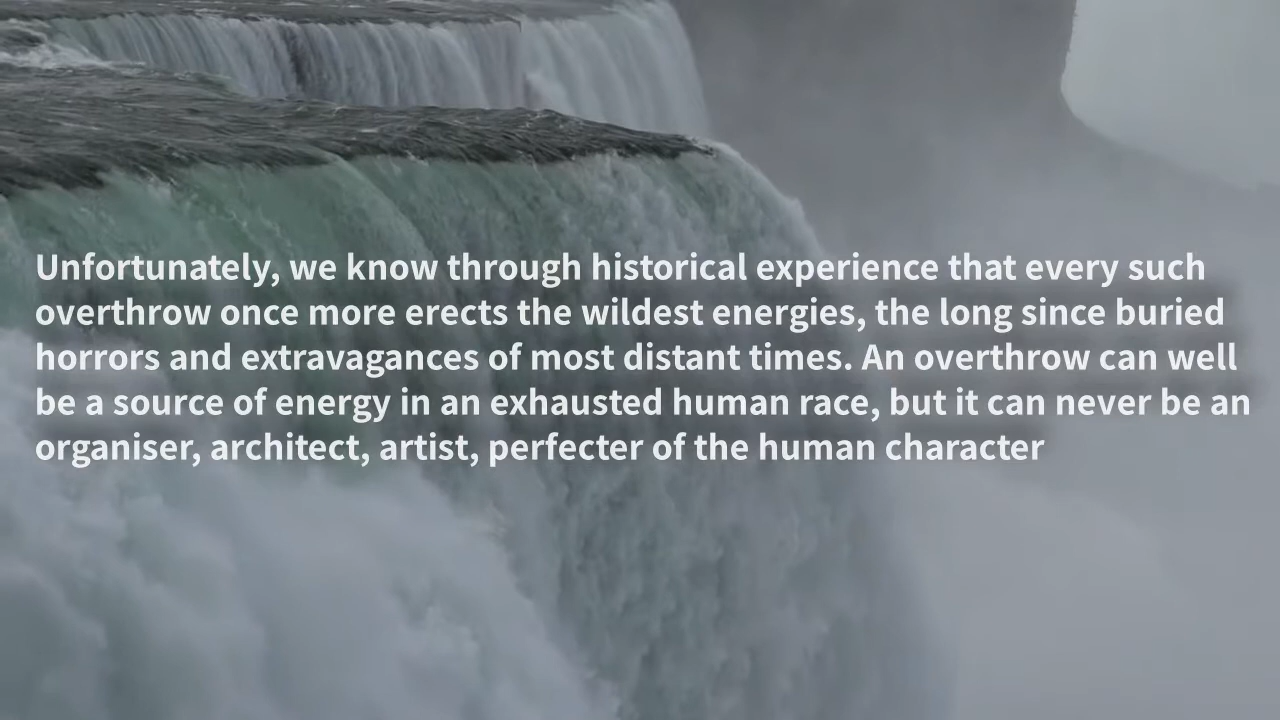 Unfortunately, we know through historical experience that every such
overthrow once more erects the wildest energies, the long since buried
horrors and extravagances of most distant times. An overthrow can well
be a source of energy in an exhausted human race, but it can never be an
organiser, architect, artist, perfecter of the human character